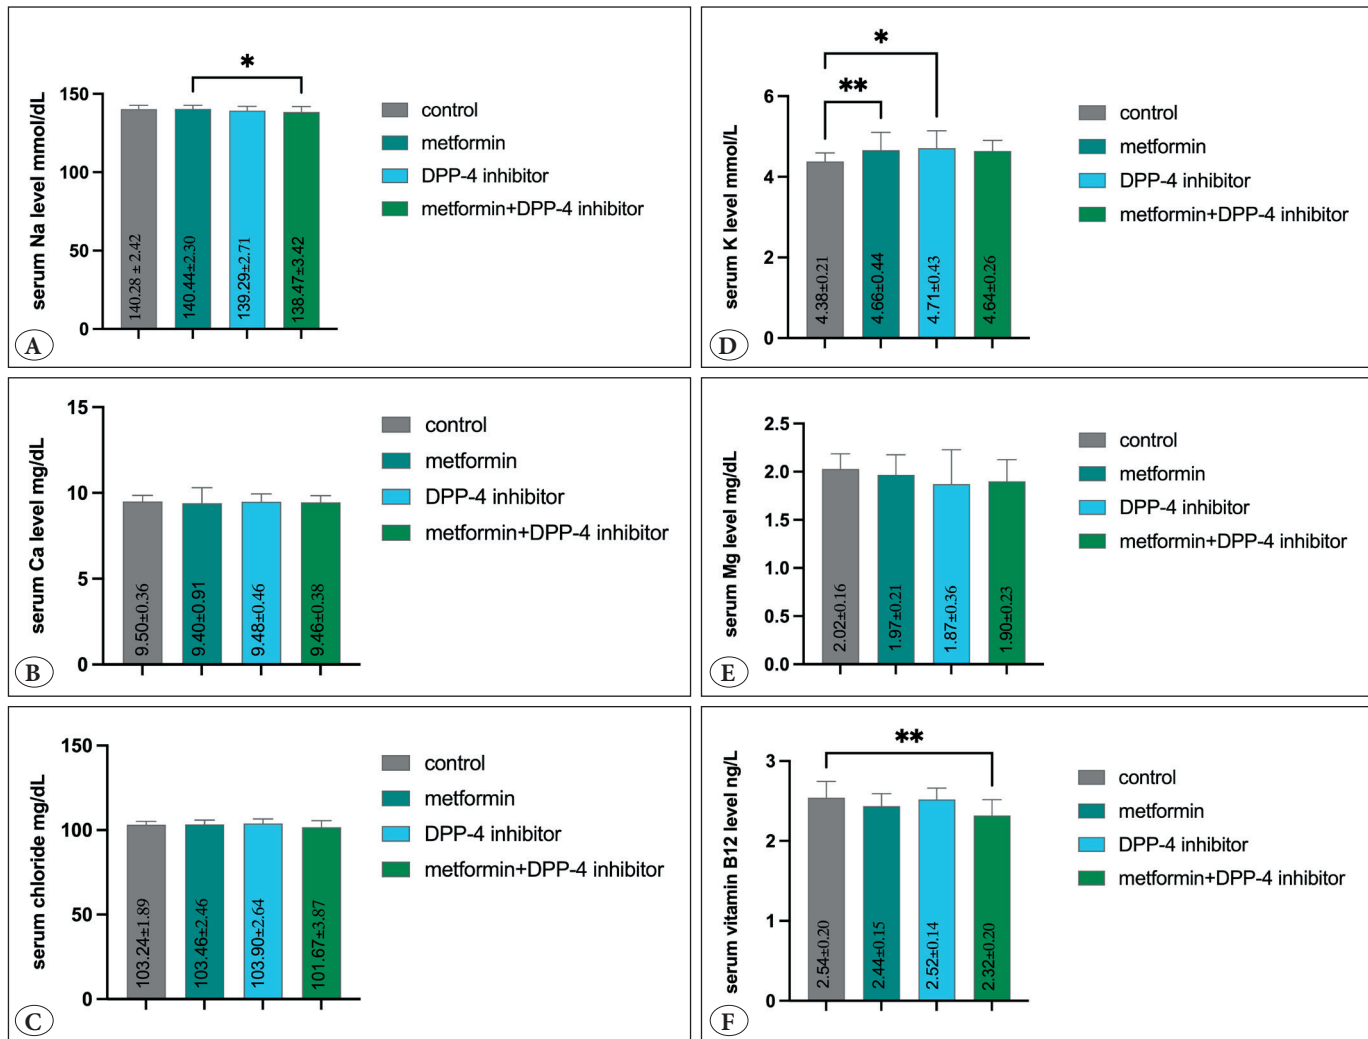 *
150
100
50
0
serum Na level mmol/dL
140.28 ± 2.42
140.44±2.30
139.29±2.71
138.47±3.42
control
metformin
DPP-4 inhibitor
metformin+DPP-4 inhibitor
A
*
**
6
4
2
0
serum K level mmol/L
4.38±0.21
4.66±0.44
4.71±0.43
4.64±0.26
control
metformin
DPP-4 inhibitor
metformin+DPP-4 inhibitor
D
15
10
5
0
serum Ca level mg/dL
9.50±0.36
9.40±0.91
9.48±0.46
9.46±0.38
control
metformin
DPP-4 inhibitor
metformin+DPP-4 inhibitor
B
2.5
2.0
1.5
1.0
0.5
0.0
serum Mg level mg/dL
2.02±0.16
1.97±0.21
1.87±0.36
1.90±0.23
control
metformin
DPP-4 inhibitor
metformin+DPP-4 inhibitor
E
150
100
50
0
serum chloride mg/dL
103.24±1.89
103.46±2.46
103.90±2.64
101.67±3.87
control
metformin
DPP-4 inhibitor
metformin+DPP-4 inhibitor
C
**
3
2
1
0
serum vitamin B12 level ng/L
2.54±0.20
2.44±0.15
2.52±0.14
2.32±0.20
control
metformin
DPP-4 inhibitor
metformin+DPP-4 inhibitor
F